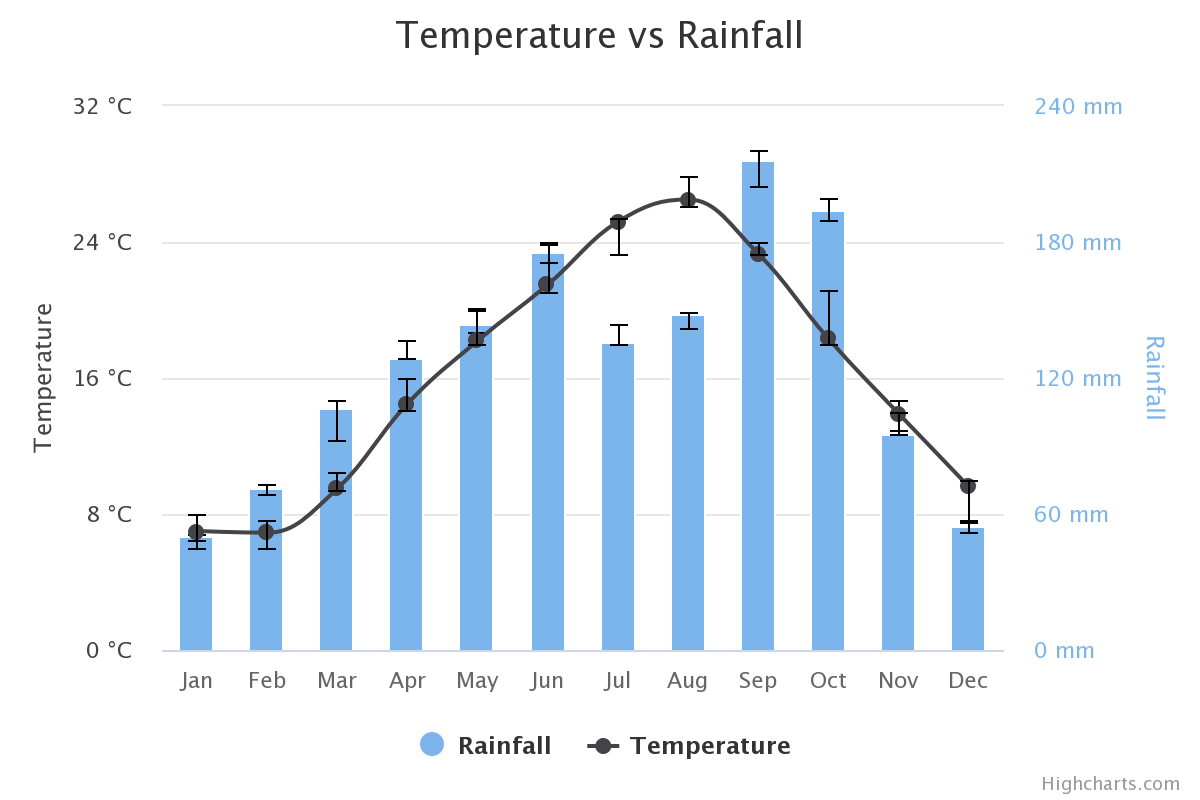 Temperature vs Rainfall
32 °C
24 °C
16 °C
8 °C
0 °C
Temperature
240 mm
180 mm
120 mm
60 mm
0 mm
Rainfall
Jan Feb Mar Apr May Jun Jul Aug Sep Oct Nov Dec
Rainfall Temperature
Highcharts.com